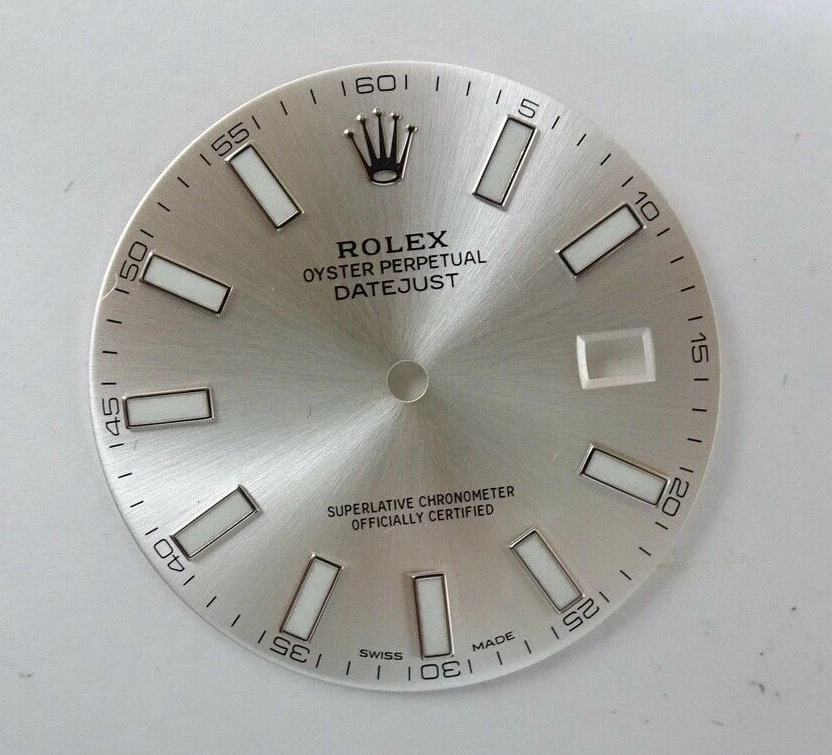 60
5
10
15
20
25
30
35
40
45
50
55
ROLEX
OYSTER PERPETUAL
DATEJUST
SUPERLATIVE CHRONOMETER
OFFICIALLY CERTIFIED
SWISS MADE